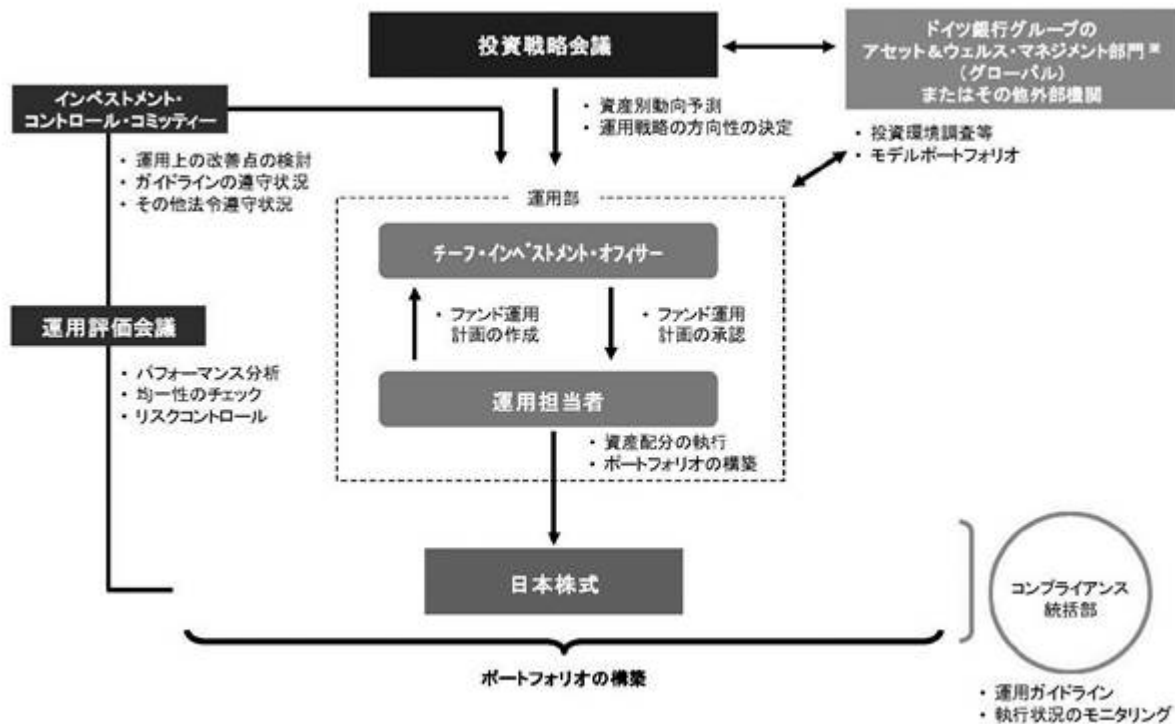 投資戦略会議
ドイツ銀行グループの
アセット&ウェルス・マネジメント部門※
(グローバル)
またはその他外部機関
インベストメント・
コントロール・コミッティー
・資産別動向予測
・運用戦略の方向性の決定
・投資環境調査等
・モデルポートフォリオ
・運用上の改善点の検討
・ガイドラインの遵守状況
・その他法令遵守状況
運用部
チーフ・インベストメント・オフィサー
・ファンド運用
計画の作成
・ファンド運用
計画の承認
運用評価会議
・パフォーマンス分析
・均一性のチェック
・リスクコントロール
運用担当者
・資産配分の執行
・ポートフォリオの構築
日本株式
コンプライアンス
統括部
ポートフォリオの構築
・運用ガイドライン
・執行状況のモニタリング